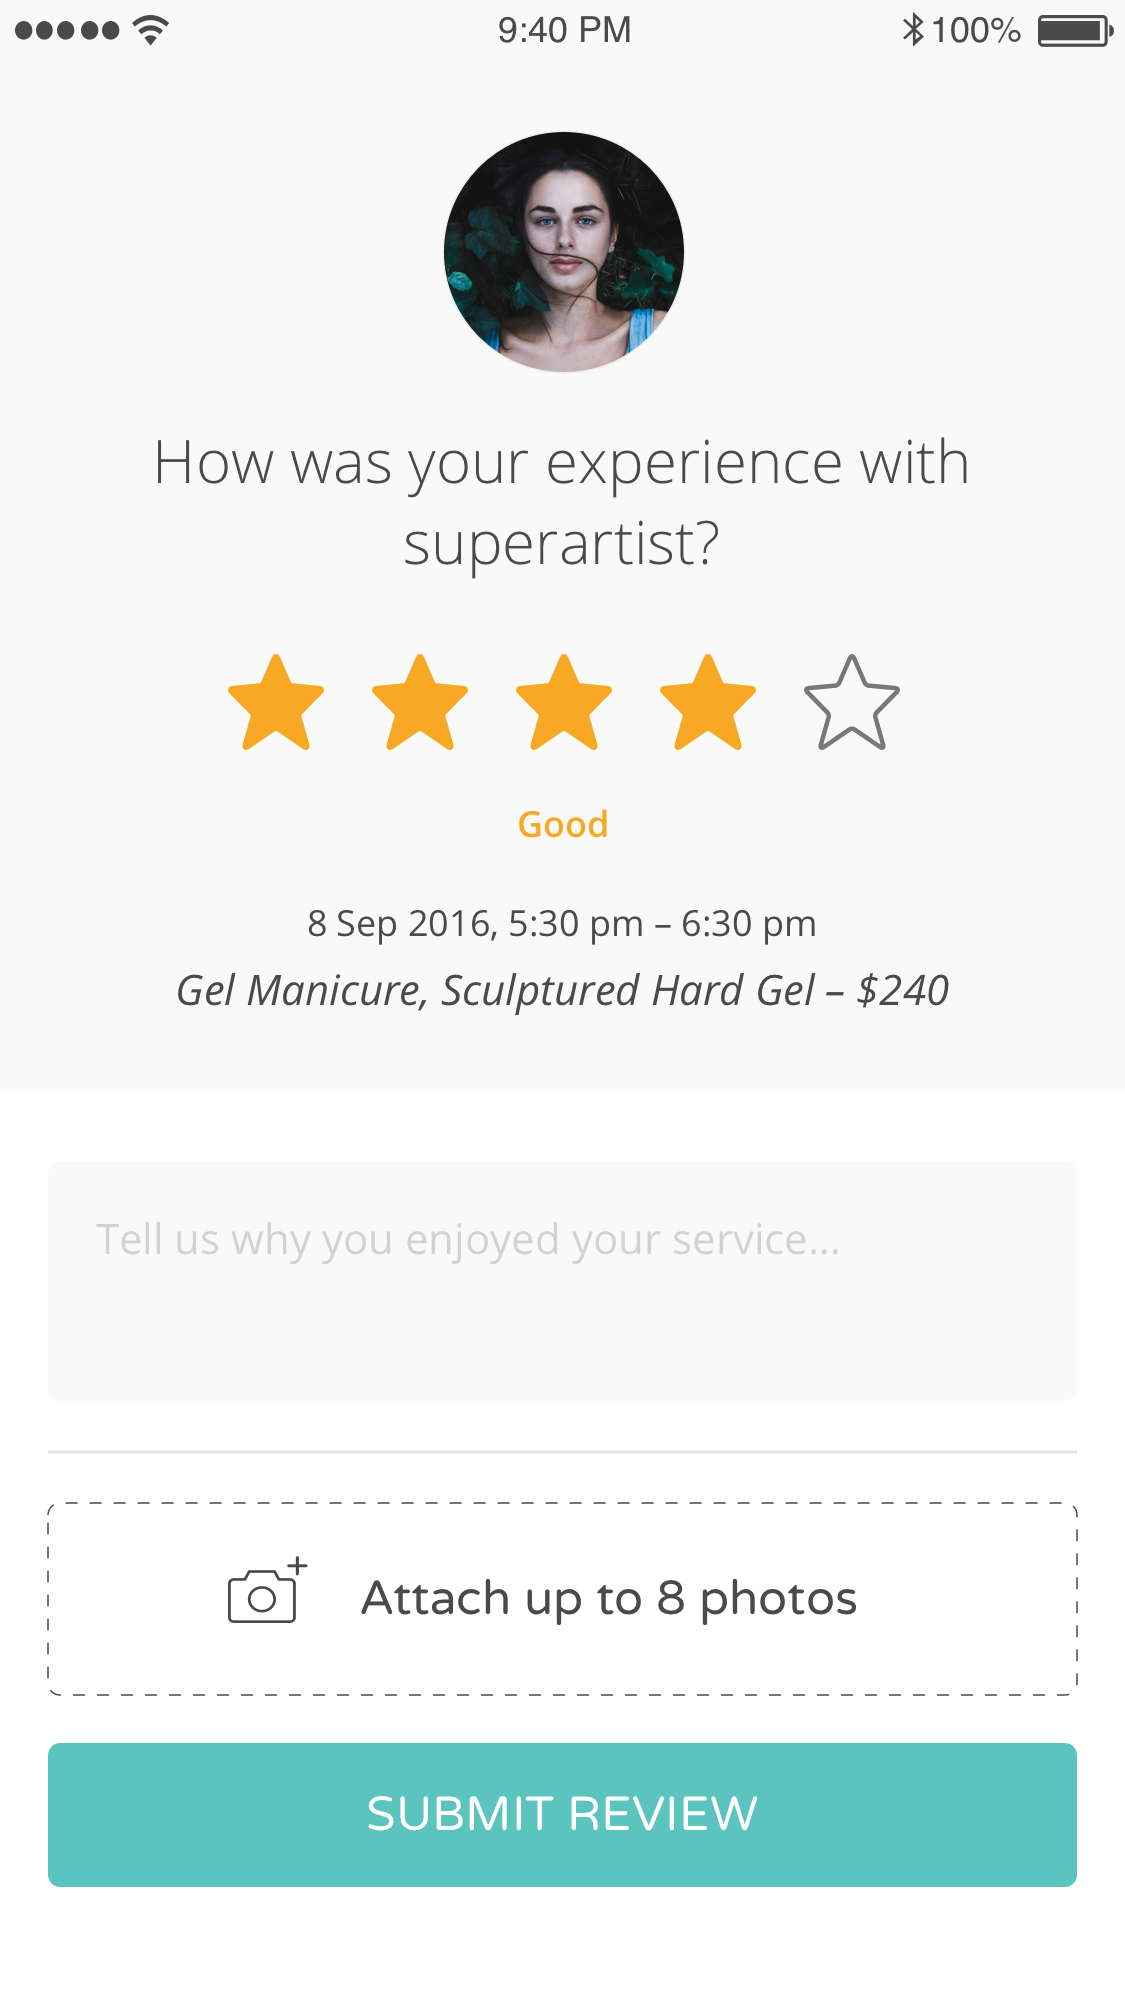 9:40 PM 100%
How was your experience with
superartist?
Good
8 Sep 2016, 5:30 pm – 6:30 pm
Gel Manicure, Sculptured Hard Gel – $240
Tell us why you enjoyed your service...
Attach up to 8 photos
SUBMIT REVIEW